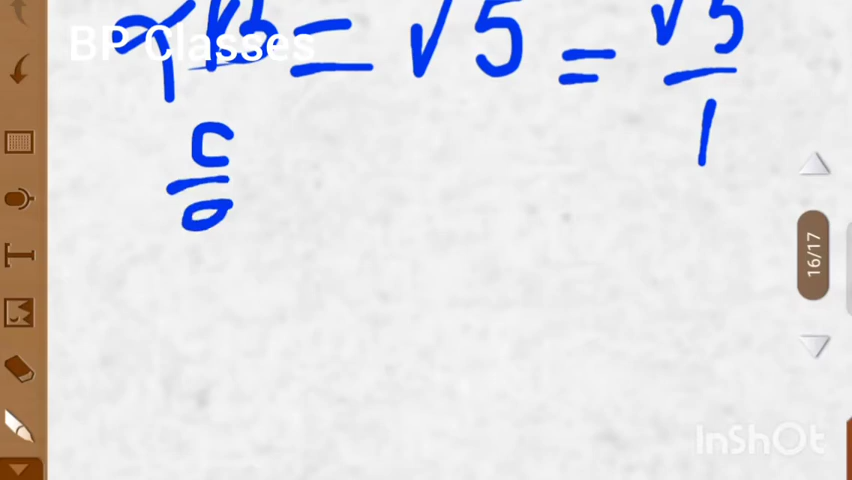 BP Classes
= √5 = √5/1
c/a
16/17
InShOt